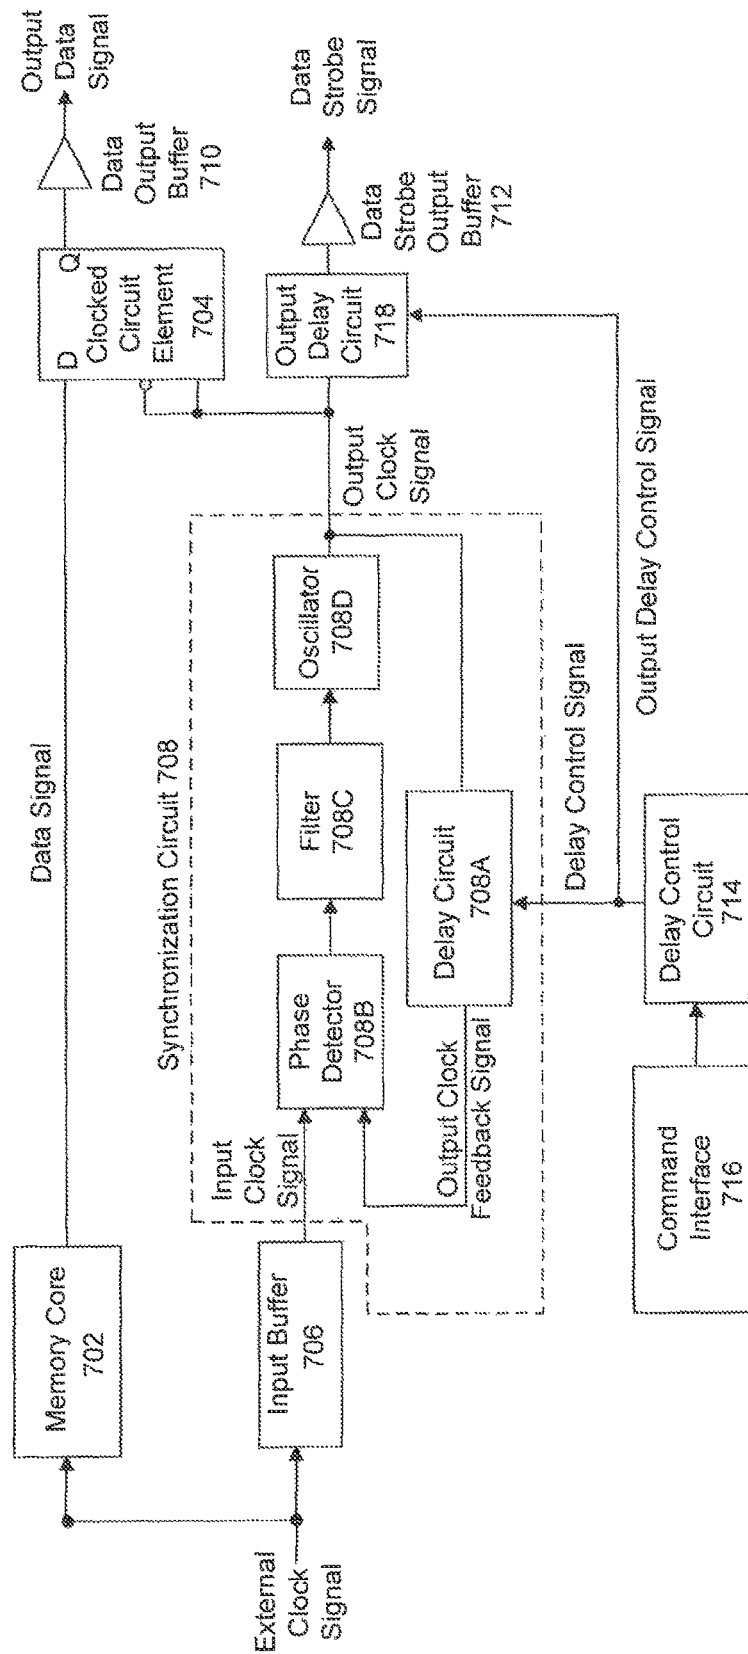 External
Clock
Signal
Memory Core
702
Input Buffer
706
Data Signal
Synchronization Circuit 708
Input
Clock
Signal
Phase
Detector
708B
Filter
708C
Oscillator
708D
Delay Circuit
708A
Output Clock
Feedback Signal
Output
Clock
Signal
D
Q
Clocked
Circuit
Element
704
Data
Output
Buffer
710
Output
Data
Signal
Output
Delay
Circuit
718
Data
Strobe
Output
Buffer
712
Data
Strobe
Signal
Delay Control Signal
Output Delay Control Signal
Command
Interface
716
Delay Control
Circuit
714